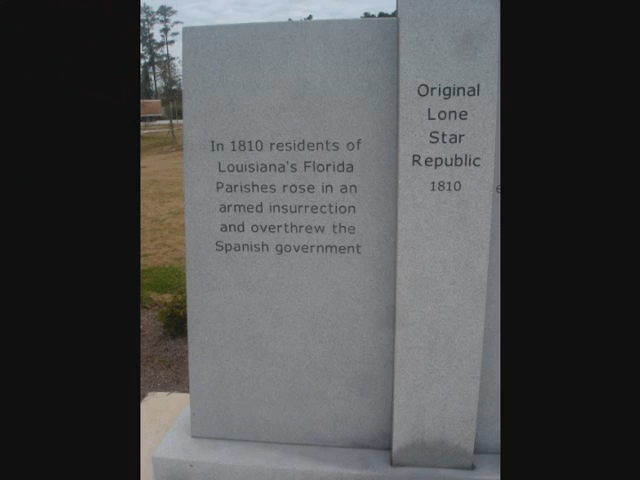 In 1810 residents of
Louisiana's Florida
Parishes rose in an
armed insurrection
and overthrew the
Spanish government
Original
Lone
Star
Republic
1810